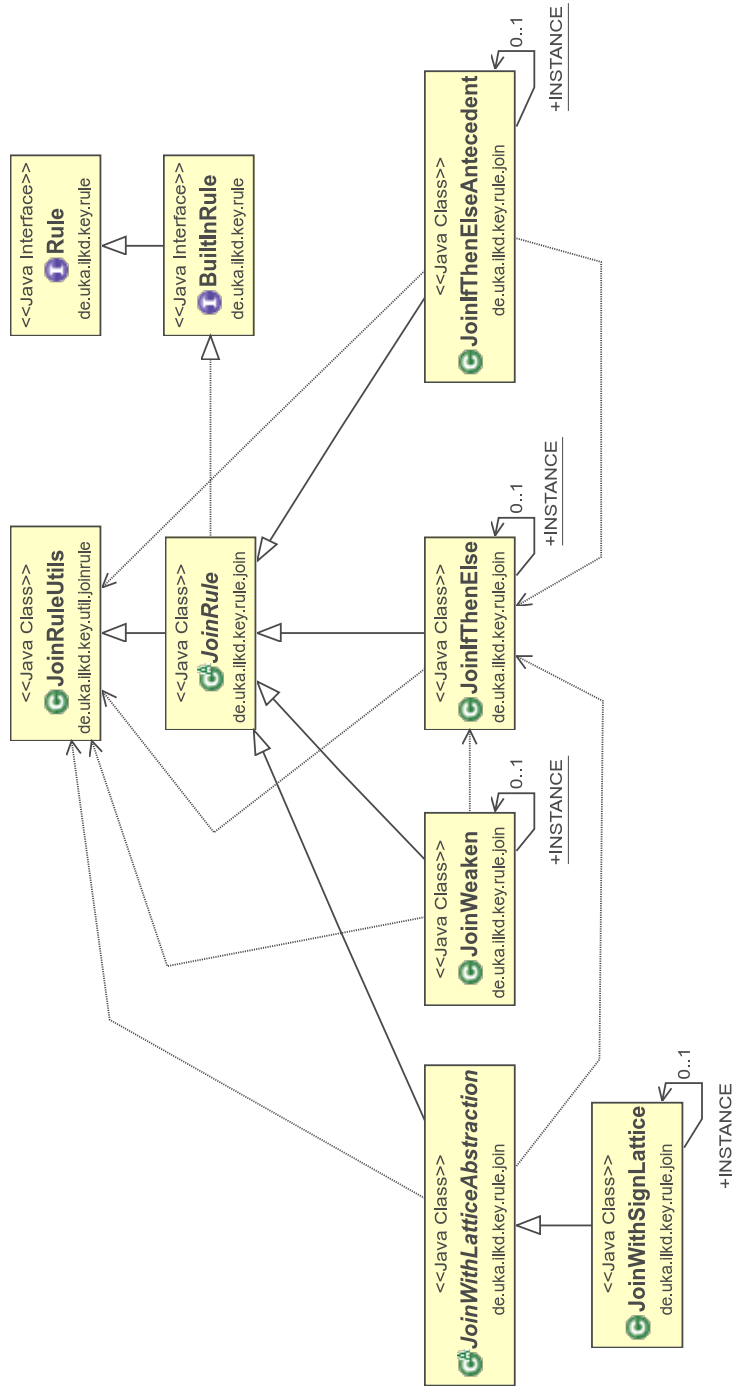 <<Java Interface>>
I Rule
de.uka.ilkd.key.rule
<<Java Interface>>
I BuiltInRule
de.uka.ilkd.key.rule
<<Java Class>>
C JoinRuleUtils
de.uka.ilkd.key.util.joinrule
<<Java Class>>
C A JoinRule
de.uka.ilkd.key.rule.join
<<Java Class>>
C JoinIfThenElseAntecedent
de.uka.ilkd.key.rule.join
0..1
+INSTANCE
<<Java Class>>
C JoinIfThenElse
de.uka.ilkd.key.rule.join
0..1
+INSTANCE
<<Java Class>>
C JoinWeaken
de.uka.ilkd.key.rule.join
0..1
+INSTANCE
<<Java Class>>
C A JoinWithLatticeAbstraction
de.uka.ilkd.key.rule.join
<<Java Class>>
C JoinWithSignLattice
de.uka.ilkd.key.rule.join
0..1
+INSTANCE